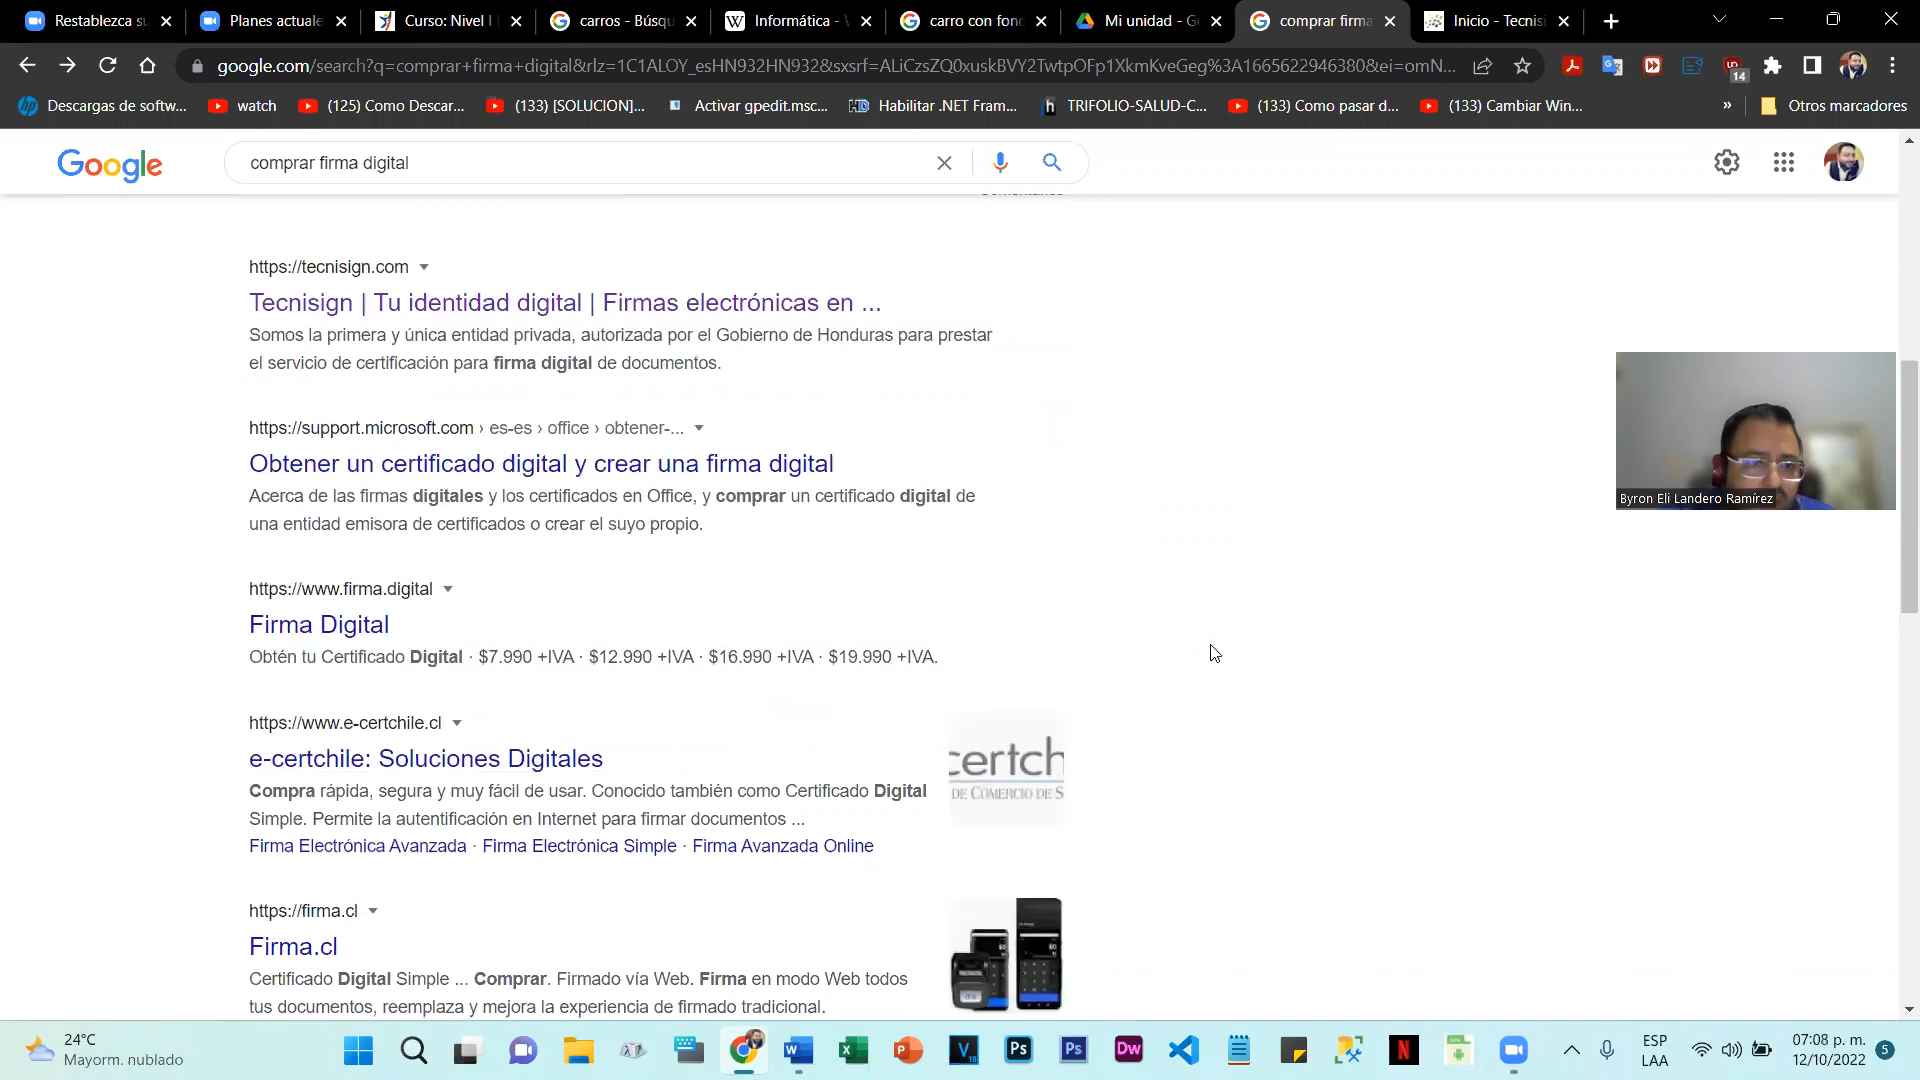 Restablezca su
Planes actuale
Curso: Nivel I
carros - Búsqu
Informática -
carro con fond
Mi unidad - Go
comprar firma
Inicio - Tecnisi
google.com/search?q=comprar+firma+digital&rlz=1C1ALOY_esHN932HN932&sxsrf=ALiCzsZQ0xuskBVY2TwtpOFp1XkmKveGeg%3A1665622946380&ei=omN...
14
Descargas de softw...
watch
(125) Como Descar...
(133) [SOLUCION]...
Activar gpedit.msc...
Habilitar .NET Fram...
TRIFOLIO-SALUD-C...
(133) Como pasar d...
(133) Cambiar Win...
»
Otros marcadores
Google
comprar firma digital
https://tecnisign.com
Tecnisign | Tu identidad digital | Firmas electrónicas en ...
Somos la primera y única entidad privada, autorizada por el Gobierno de Honduras para prestar
el servicio de certificación para firma digital de documentos.
https://support.microsoft.com › es-es › office › obtener-...
Obtener un certificado digital y crear una firma digital
Acerca de las firmas digitales y los certificados en Office, y comprar un certificado digital de
una entidad emisora de certificados o crear el suyo propio.
https://www.firma.digital
Firma Digital
Obtén tu Certificado Digital · $7.990 +IVA · $12.990 +IVA · $16.990 +IVA · $19.990 +IVA.
https://www.e-certchile.cl
e-certchile: Soluciones Digitales
Compra rápida, segura y muy fácil de usar. Conocido también como Certificado Digital
Simple. Permite la autentificación en Internet para firmar documentos ...
Firma Electrónica Avanzada · Firma Electrónica Simple · Firma Avanzada Online
certch
DE COMERCIO DE S
https://firma.cl
Firma.cl
Certificado Digital Simple ... Comprar. Firmado vía Web. Firma en modo Web todos
tus documentos, reemplaza y mejora la experiencia de firmado tradicional.
Byron Eli Landero Ramírez
24°C
Mayorm. nublado
ESP
LAA
07:08 p. m.
12/10/2022
5